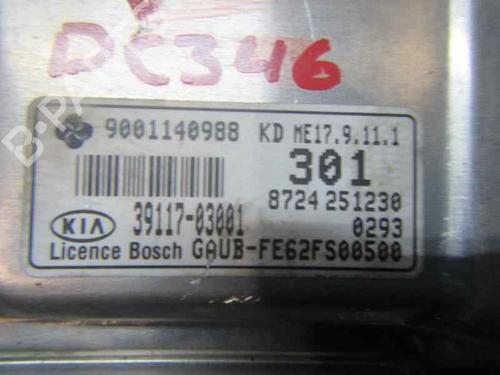 DC346
9001140988 KD ME17.9.11.1
301
8724 251230
KIA 39117-03001 0293
Licence Bosch GAUB-FE62FS00500